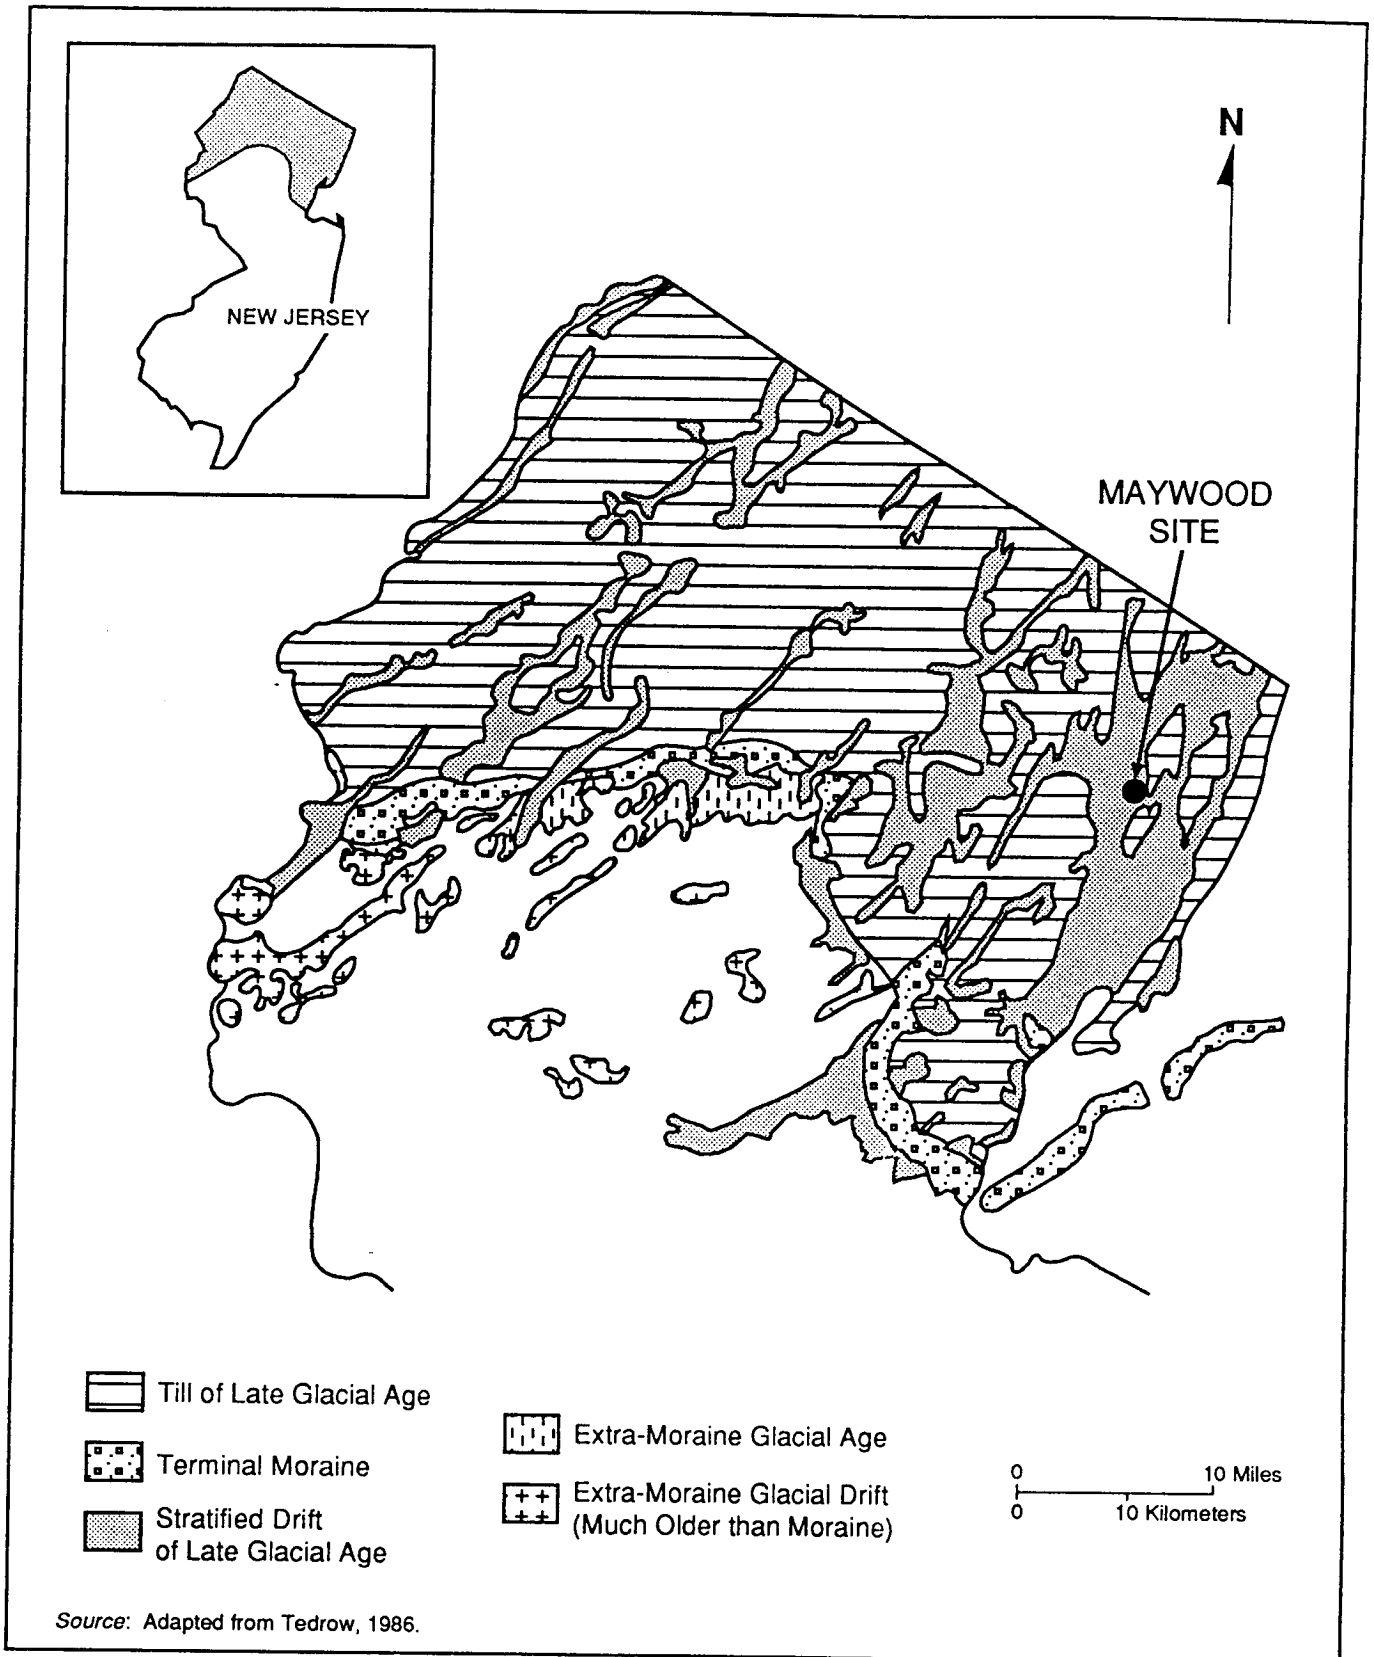 N
NEW JERSEY
MAYWOOD
SITE
Till of Late Glacial Age
Terminal Moraine
Stratified Drift
of Late Glacial Age
Extra-Moraine Glacial Age
Extra-Moraine Glacial Drift
(Much Older than Moraine)
0 10 Miles
0 10 Kilometers
Source: Adapted from Tedrow, 1986.